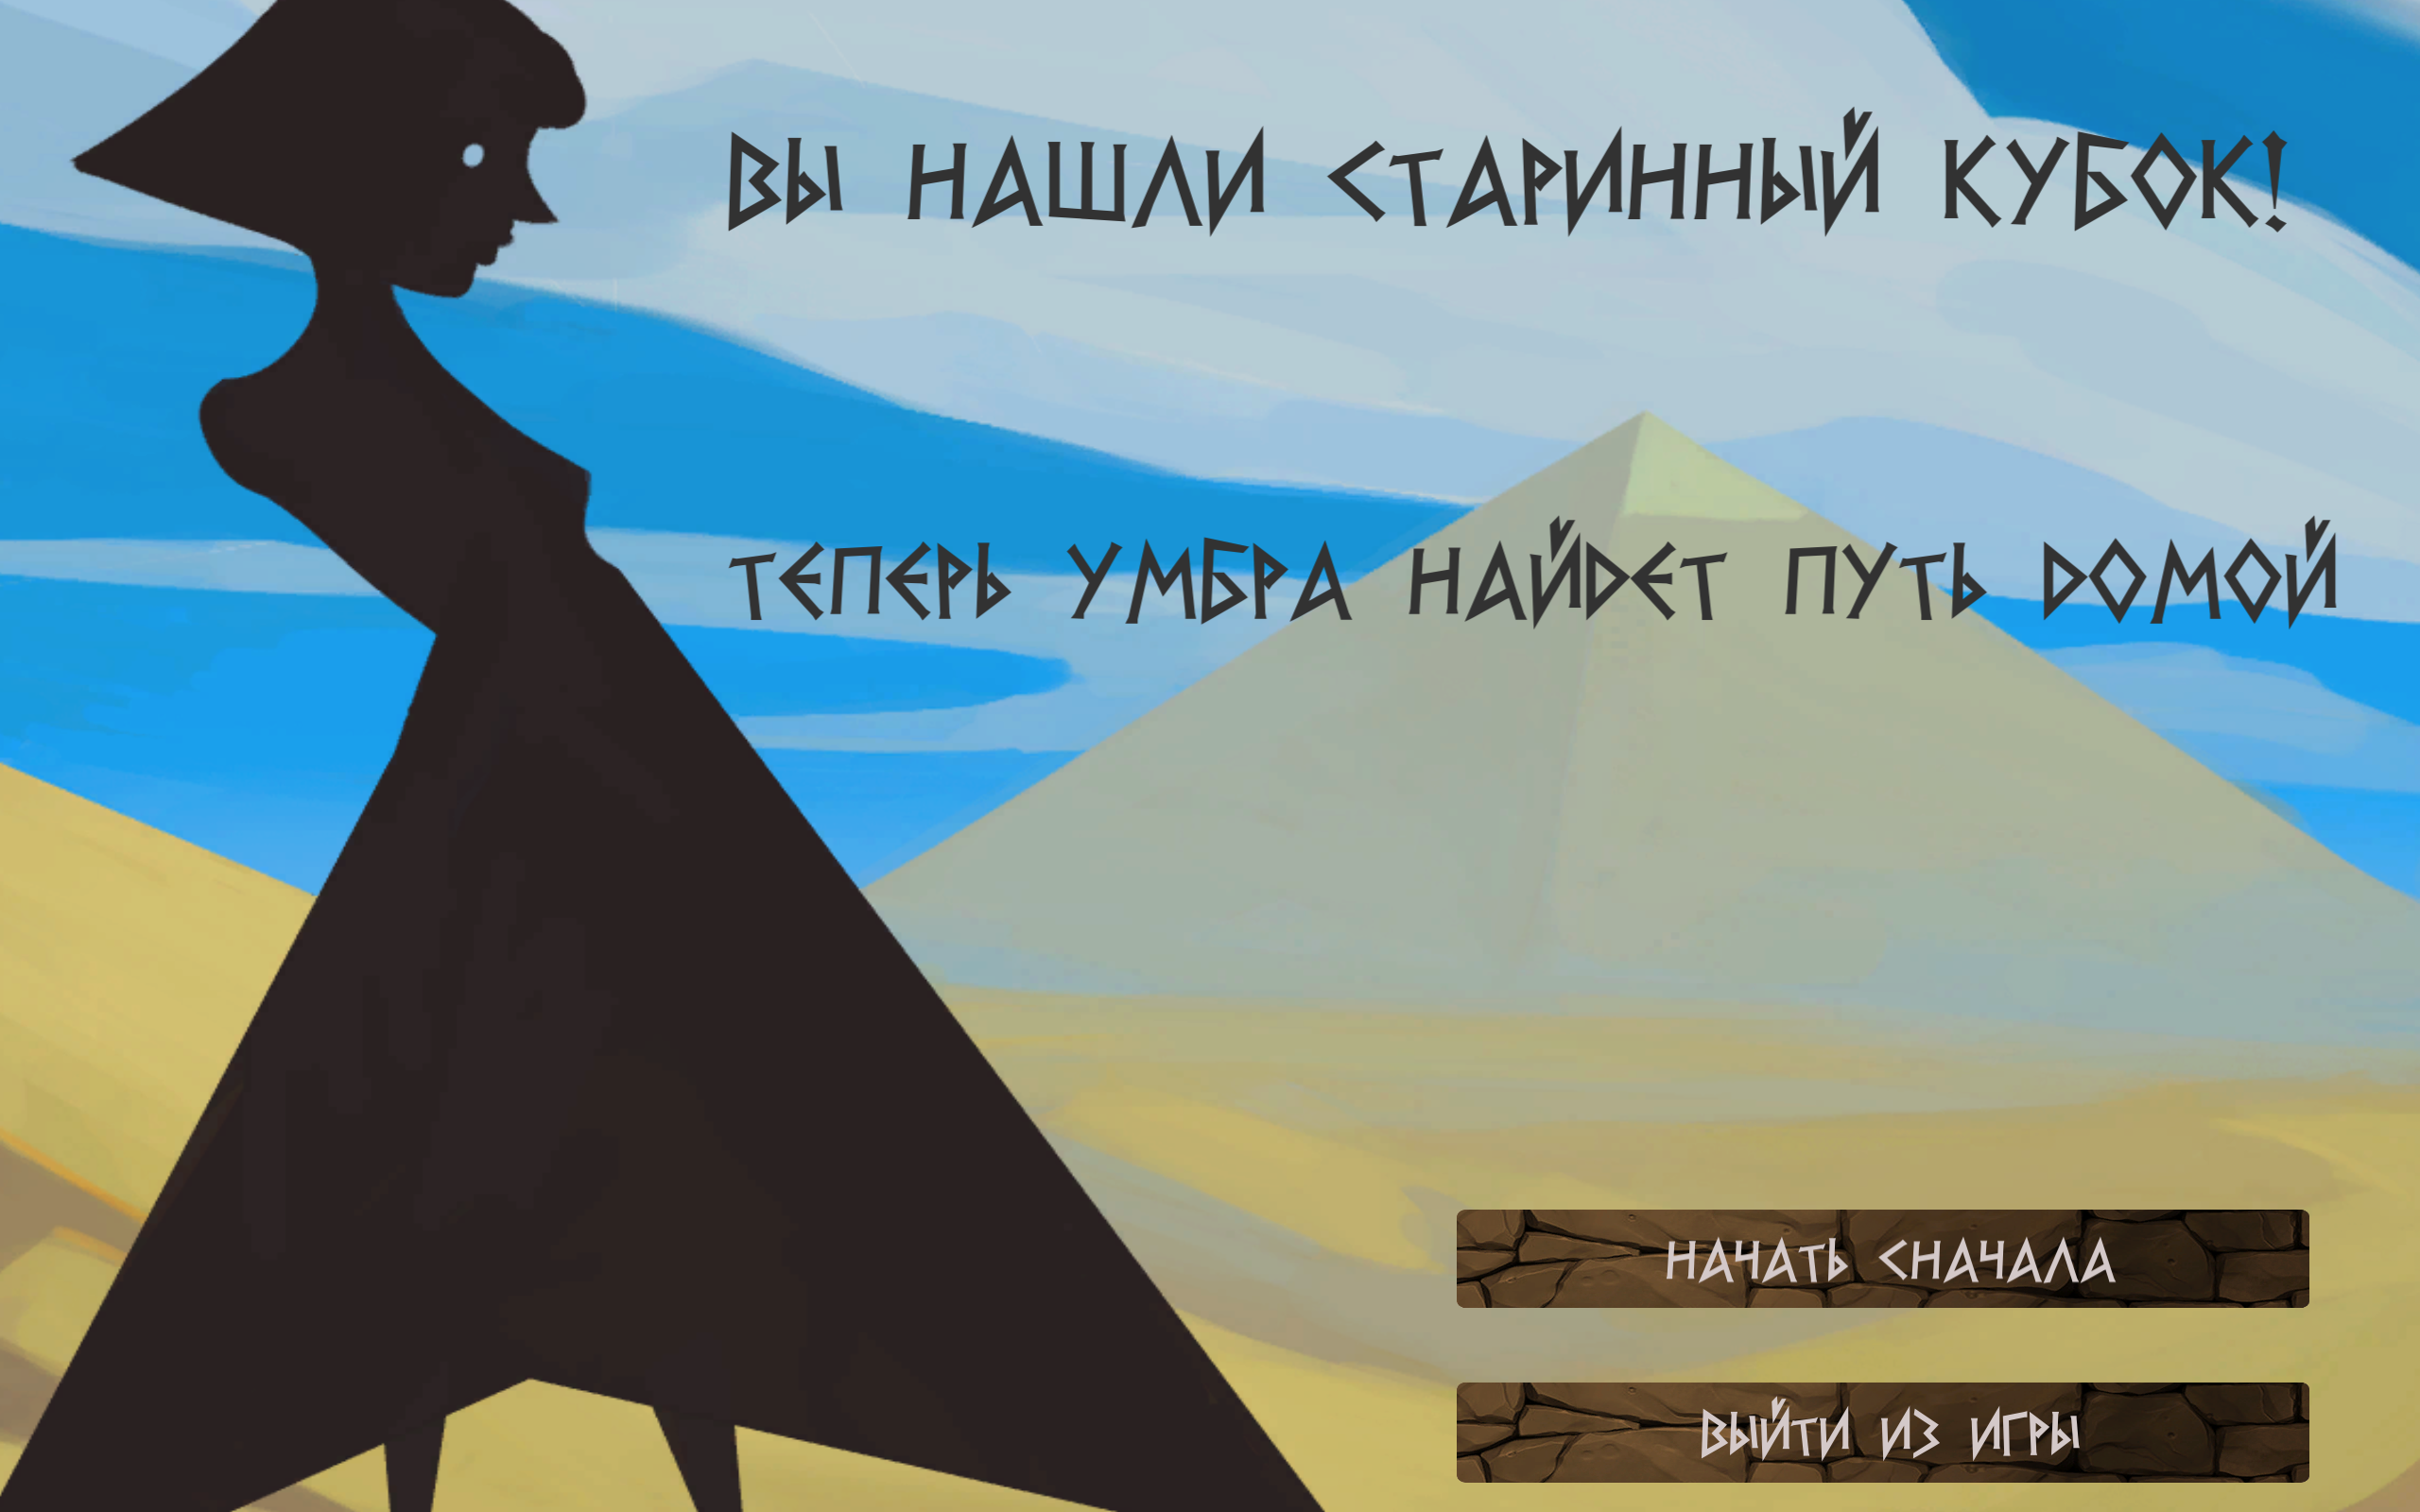 ВЫ НАШЛИ СТАРИННЫЙ КУБОК!
ТЕПЕРЬ УМБРА НАЙДЕТ ПУТЬ ДОМОЙ
НАЧАТЬ СНАЧАЛА
ВЫЙТИ ИЗ ИГРЫ